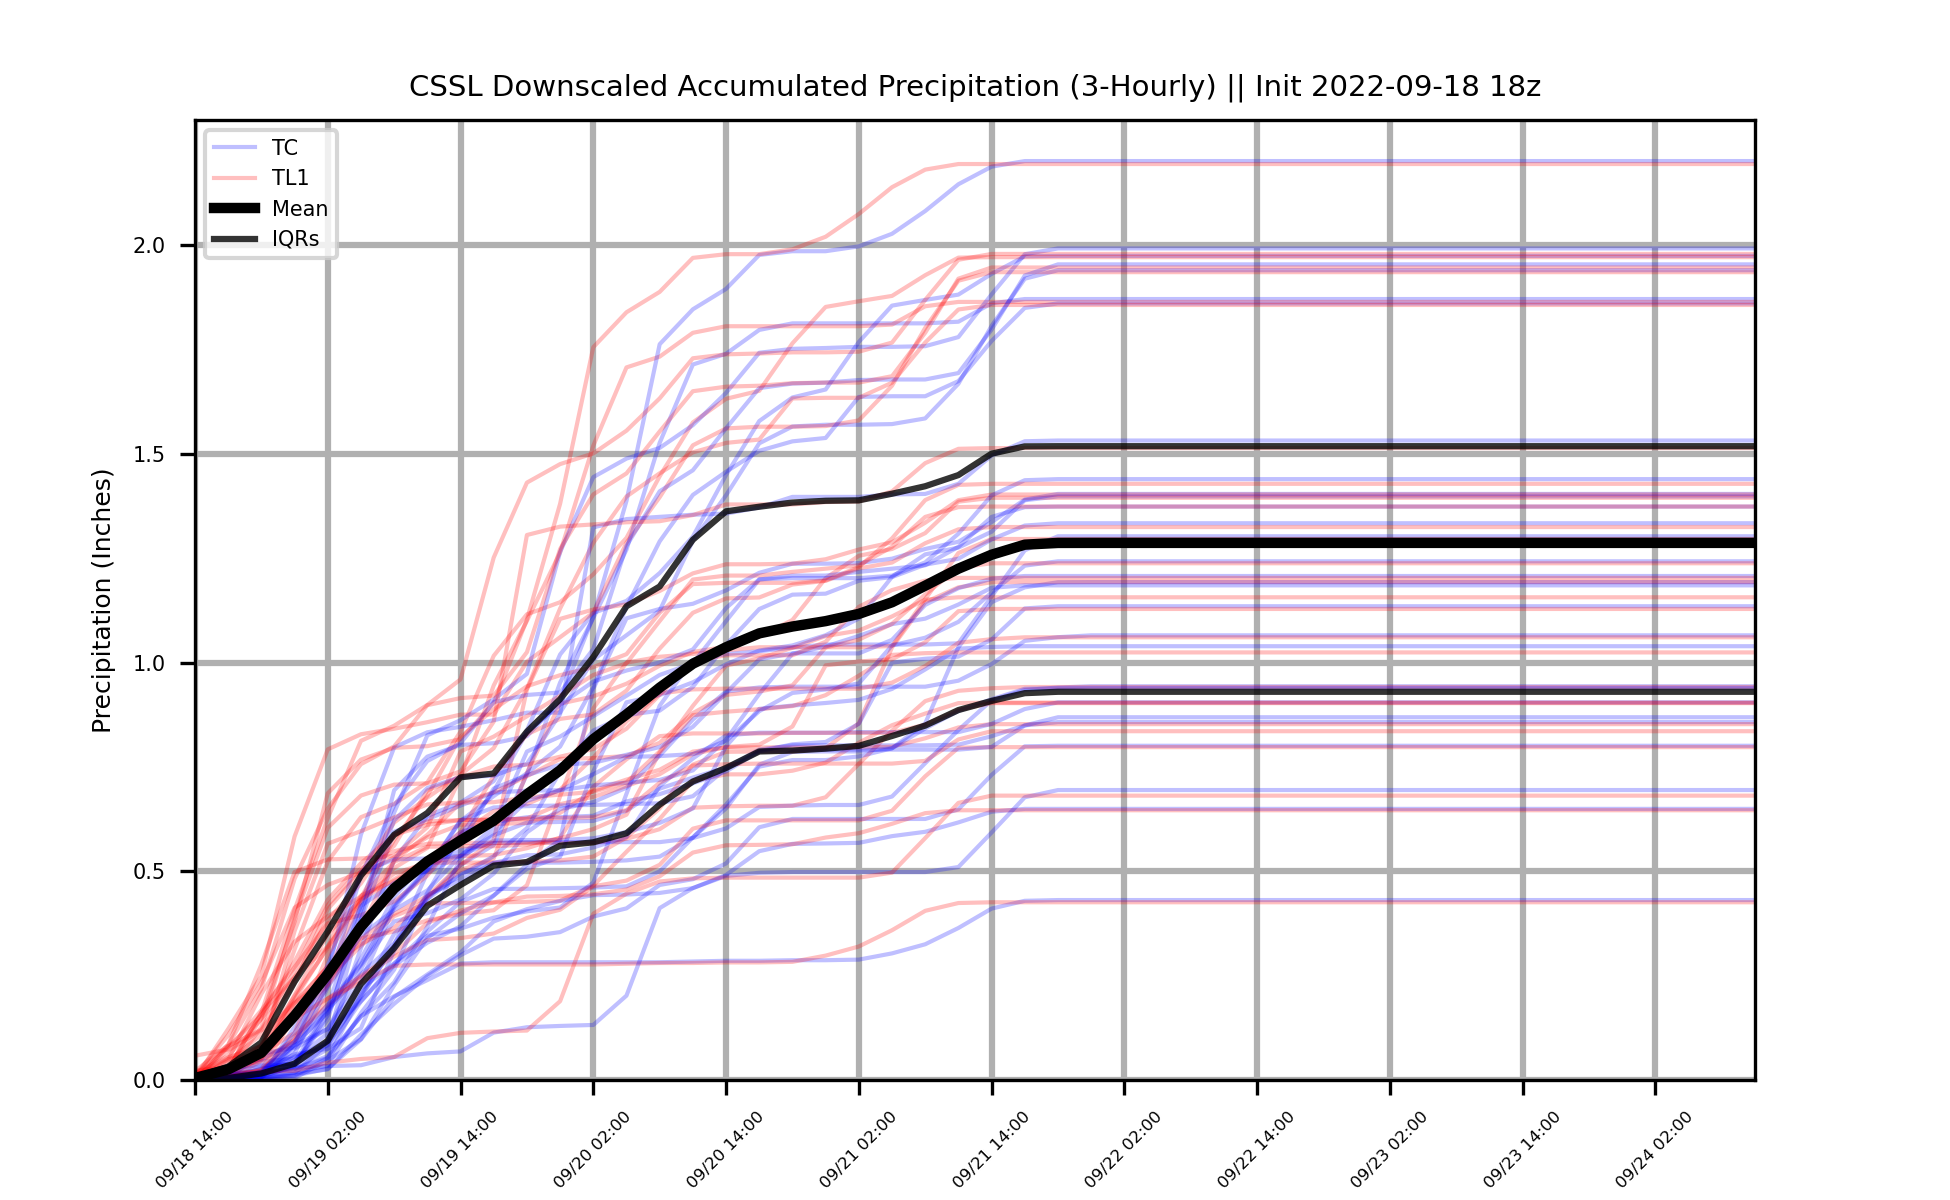 CSSL Downscaled Accumulated Precipitation (3-Hourly) || Init 2022-09-18 18z
TC
TL1
Mean
IQRs
Precipitation (Inches)
2.0
1.5
1.0
0.5
0.0
09/18 14:00
09/19 02:00
09/19 14:00
09/20 02:00
09/20 14:00
09/21 02:00
09/21 14:00
09/22 02:00
09/22 14:00
09/23 02:00
09/23 14:00
09/24 02:00